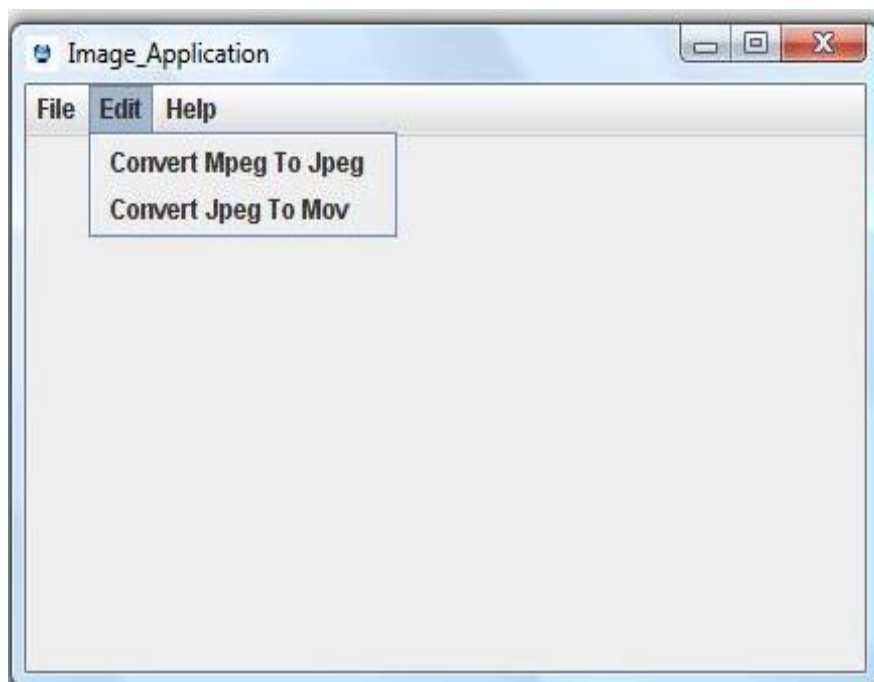 Image_Application
File Edit Help
Convert Mpeg To Jpeg
Convert Jpeg To Mov